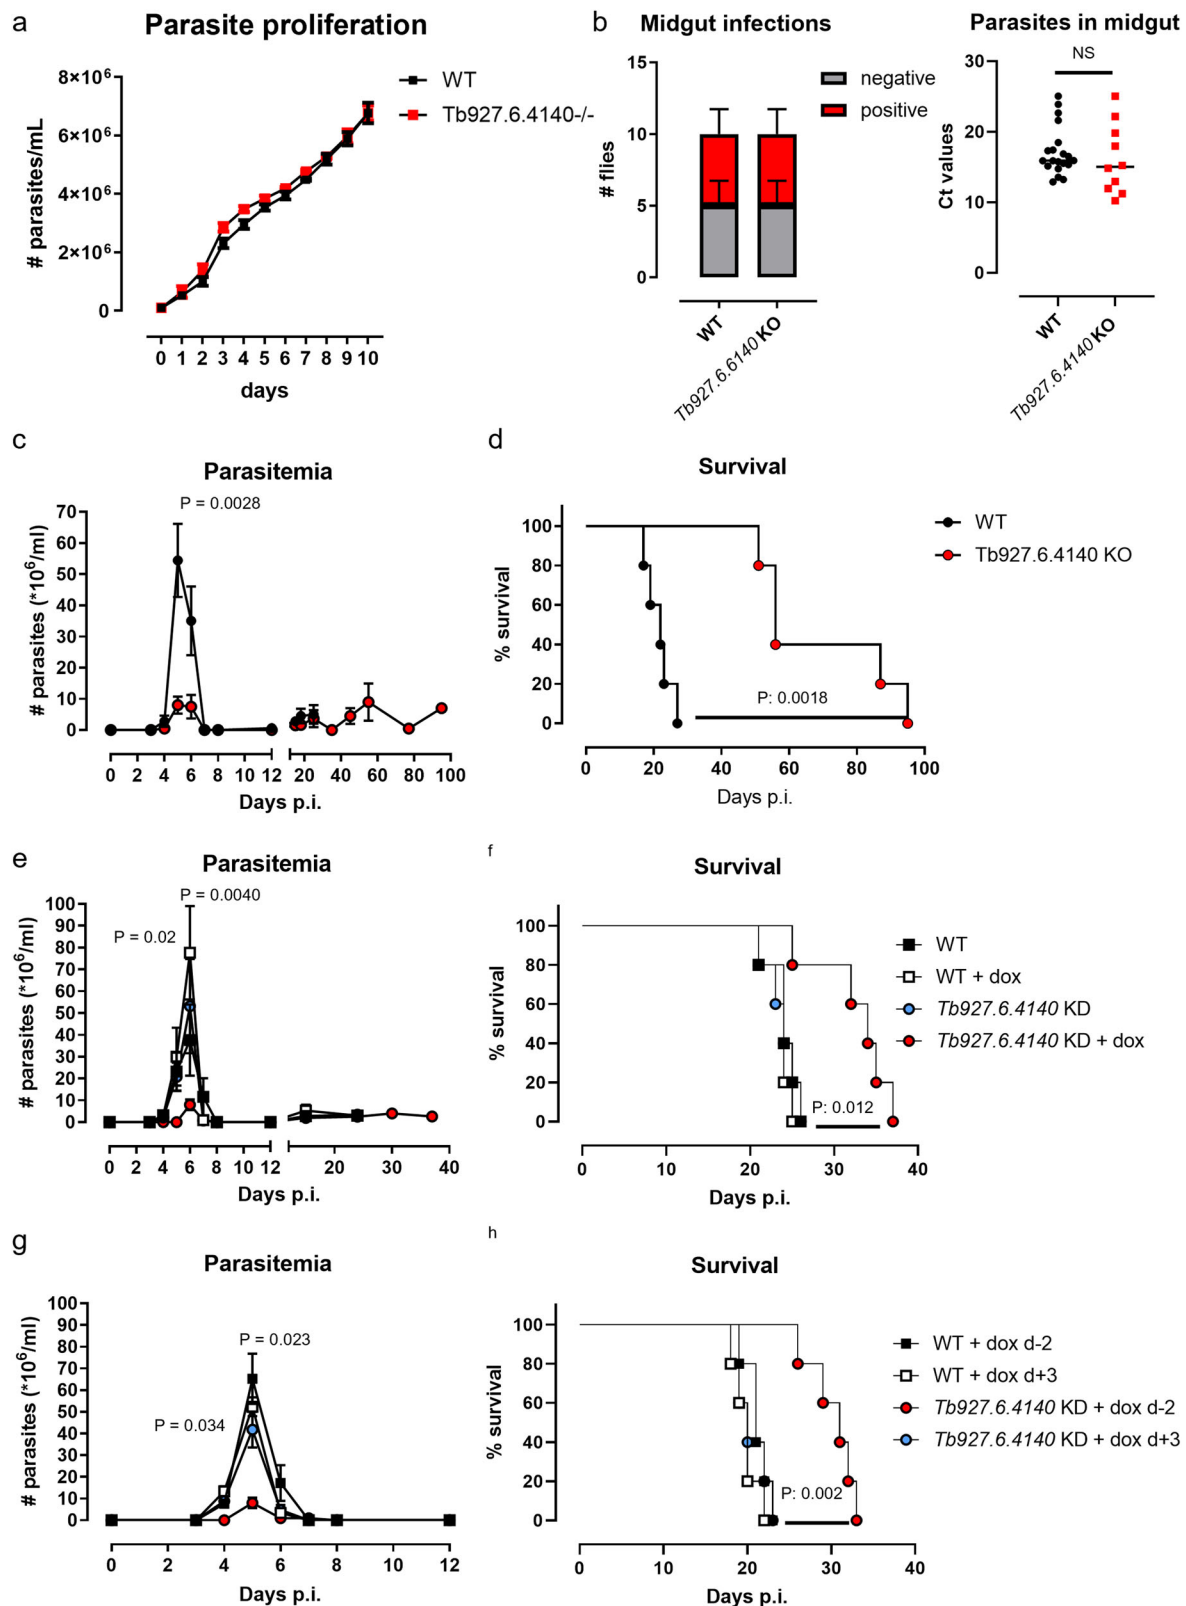 a
Parasite proliferation
8×10⁶
6×10⁶
4×10⁶
2×10⁶
0
# parasites/mL
0 1 2 3 4 5 6 7 8 9 10
days
WT
Tb927.6.4140-/-
b
Midgut infections
15
10
5
0
# flies
negative
positive
WT
Tb927.6.6140 KO
Parasites in midgut
NS
30
20
10
0
Ct values
WT
Tb927.6.4140 KO
c
Parasitemia
P = 0.0028
70
60
50
40
30
20
10
0
# parasites (*10⁶/ml)
0 2 4 6 8 10 12 20 40 60 80 100
Days p.i.
d
Survival
100
80
60
40
20
0
% survival
P: 0.0018
0 20 40 60 80 100
Days p.i.
WT
Tb927.6.4140 KO
e
Parasitemia
P = 0.0040
P = 0.02
100
90
80
70
60
50
40
30
20
10
0
# parasites (*10⁶/ml)
0 2 4 6 8 10 12 20 30 40
Days p.i.
f
Survival
100
80
60
40
20
0
% survival
P: 0.012
0 10 20 30 40
Days p.i.
WT
WT + dox
Tb927.6.4140 KD
Tb927.6.4140 KD + dox
g
Parasitemia
P = 0.023
P = 0.034
100
90
80
70
60
50
40
30
20
10
0
# parasites (*10⁶/ml)
0 2 4 6 8 10 12
Days p.i.
h
Survival
100
80
60
40
20
0
% survival
P: 0.002
0 10 20 30 40
Days p.i.
WT + dox d-2
WT + dox d+3
Tb927.6.4140 KD + dox d-2
Tb927.6.4140 KD + dox d+3